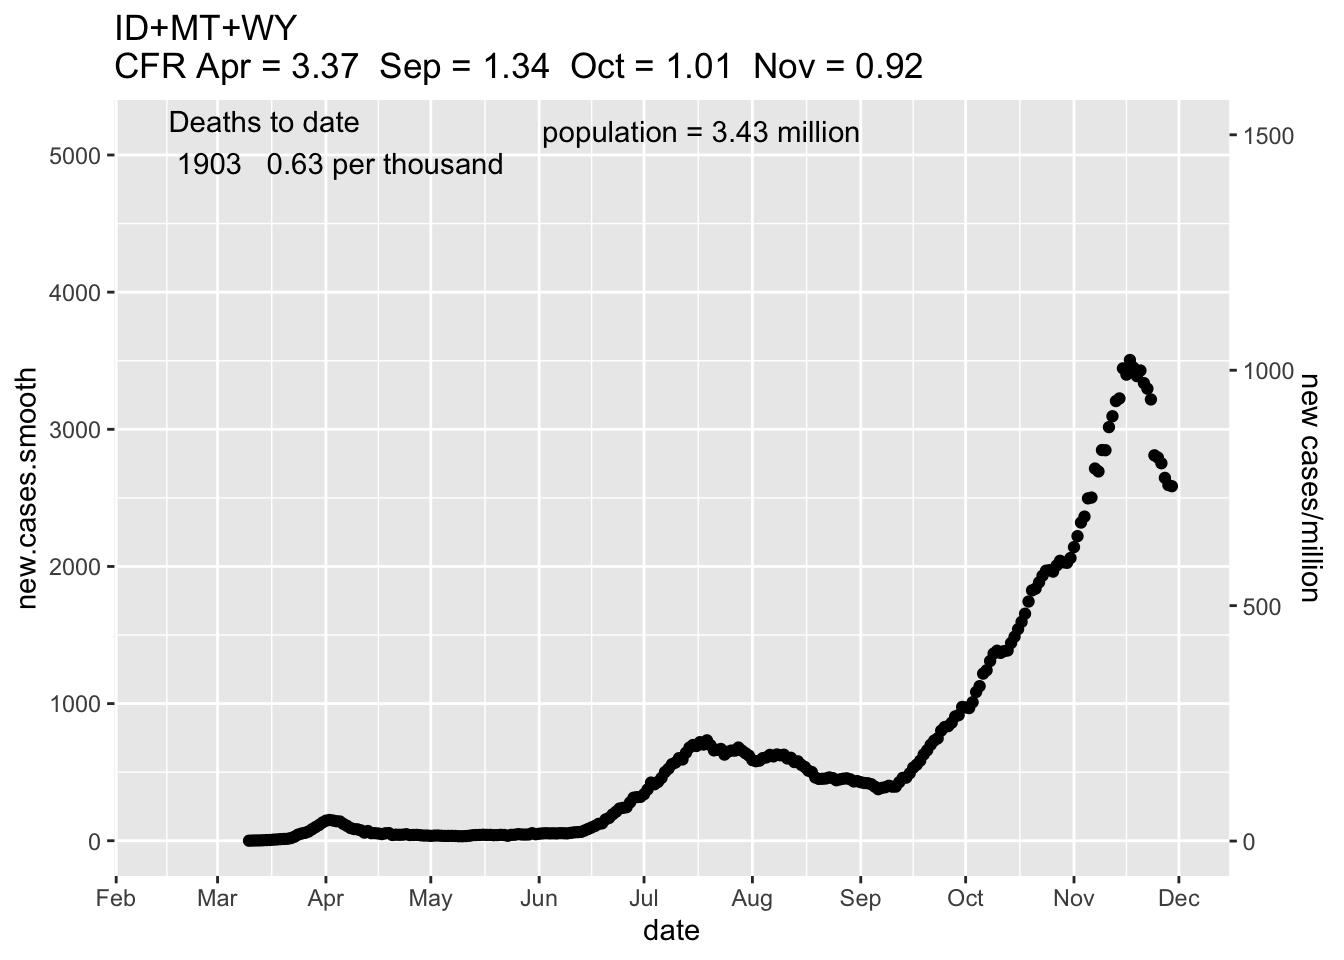 ID+MT+WY
CFR Apr = 3.37  Sep = 1.34  Oct = 1.01  Nov = 0.92
Deaths to date
population = 3.43 million
1903   0.63 per thousand
5000
4000
3000
2000
1000
0
new.cases.smooth
1500
1000
500
0
new cases/million
Feb Mar Apr May Jun Jul Aug Sep Oct Nov Dec
date